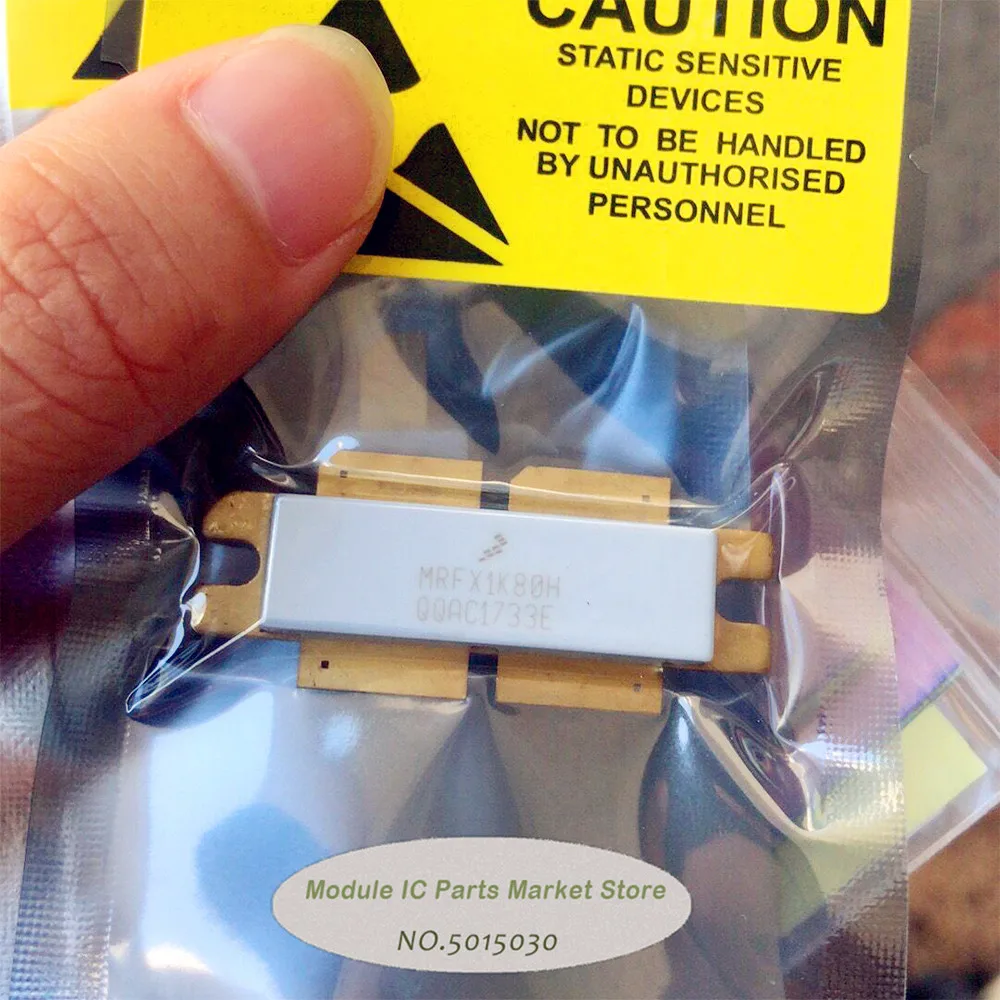 CAUTION
STATIC SENSITIVE
DEVICES
NOT TO BE HANDLED
BY UNAUTHORISED
PERSONNEL
MRFX1K80H
QQAC1733E
Module IC Parts Market Store
NO.5015030